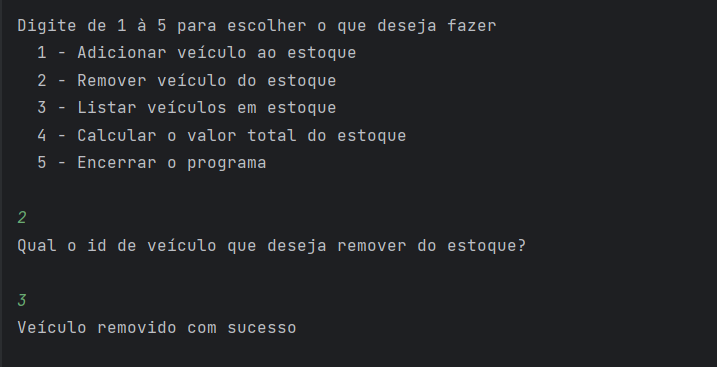 Digite de 1 à 5 para escolher o que deseja fazer
1 - Adicionar veículo ao estoque
2 - Remover veículo do estoque
3 - Listar veículos em estoque
4 - Calcular o valor total do estoque
5 - Encerrar o programa
2
Qual o id de veículo que deseja remover do estoque?
3
Veículo removido com sucesso